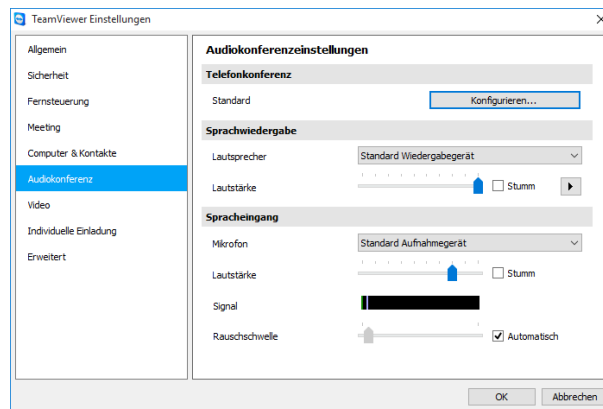 TeamViewer Einstellungen
Allgemein
Sicherheit
Fernsteuerung
Meeting
Computer & Kontakte
Audiokonferenz
Video
Individuelle Einladung
Erweitert
Audiokonferenzeinstellungen
Telefonkonferenz
Standard Konfigurieren...
Sprachwiedergabe
Lautsprecher Standard Wiedergabegerät
Lautstärke Stumm
Spracheingang
Mikrofon Standard Aufnahmegerät
Lautstärke Stumm
Signal
Rauschschwelle Automatisch
OK Abbrechen